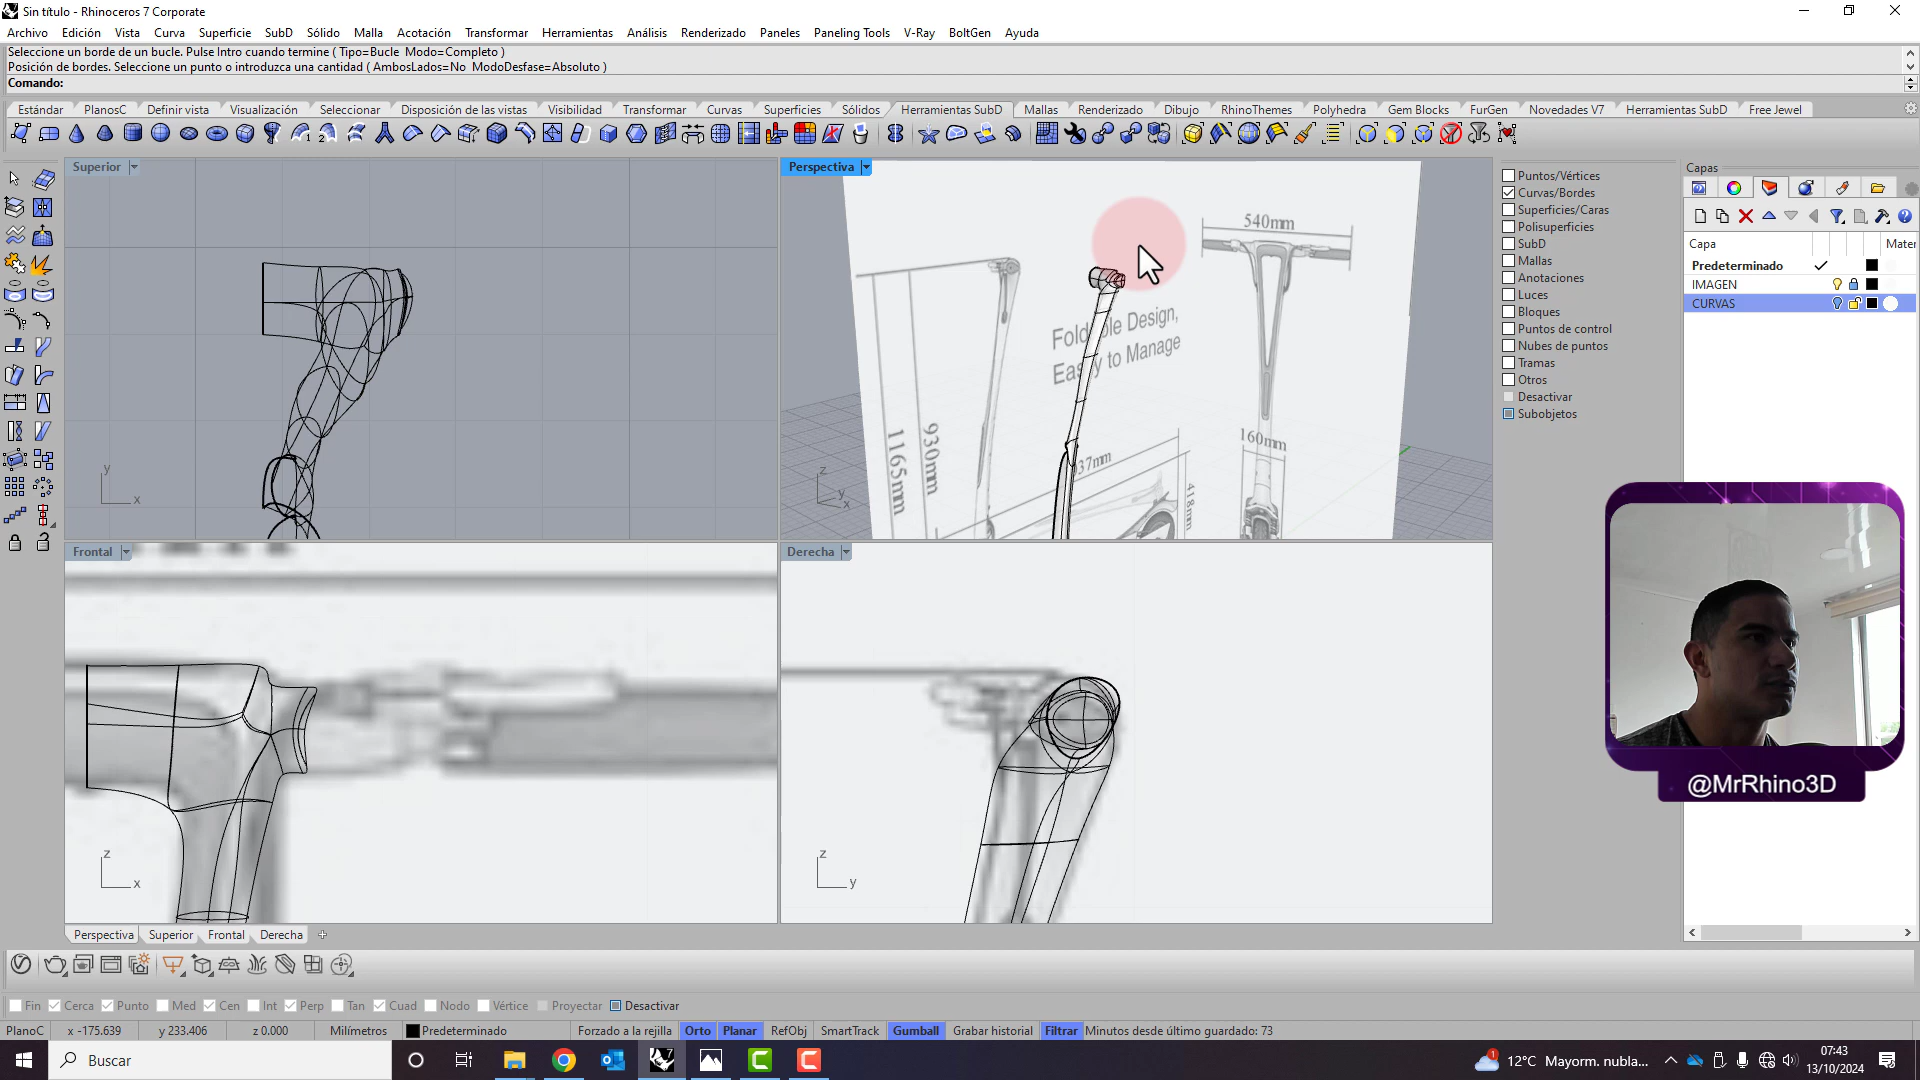 Sin título - Rhinoceros 7 Corporate
Archivo Edición Vista Curva Superficie SubD Sólido Malla Acotación Transformar Herramientas Análisis Renderizado Paneles Paneling Tools V-Ray BoltGen Ayuda
Seleccione un borde de un bucle. Pulse Intro cuando termine ( Tipo=Bucle Modo=Completo )
Posición de bordes. Seleccione un punto o introduzca una cantidad ( AmbosLados=No ModoDesfase=Absoluto )
Comando:
Estándar PlanosC Definir vista Visualización Seleccionar Disposición de las vistas Visibilidad Transformar Curvas Superficies Sólidos Herramientas SubD Mallas Renderizado Dibujo RhinoThemes Polyhedra Gem Blocks FurGen Novedades V7 Herramientas SubD Free Jewel
Superior
y
x
Perspectiva
540mm
Foldable Design,
Easy to Manage
1165mm
930mm
160mm
37mm
418mm
z
y
x
Frontal
z
x
Derecha
z
y
Puntos/Vértices
Curvas/Bordes
Superficies/Caras
Polisuperficies
SubD
Mallas
Anotaciones
Luces
Bloques
Puntos de control
Nubes de puntos
Tramas
Otros
Desactivar
Subobjetos
Capas
Capa Mater
Predeterminado
IMAGEN
CURVAS
@MrRhino3D
Perspectiva Superior Frontal Derecha
Fin Cerca Punto Med Cen Int Perp Tan Cuad Nodo Vértice Proyectar Desactivar
PlanoC x -175.639 y 233.406 z 0.000 Milímetros Predeterminado Forzado a la rejilla Orto Planar RefObj SmartTrack Gumball Grabar historial Filtrar Minutos desde último guardado: 73
Buscar
12°C Mayorm. nubla...
07:43
13/10/2024